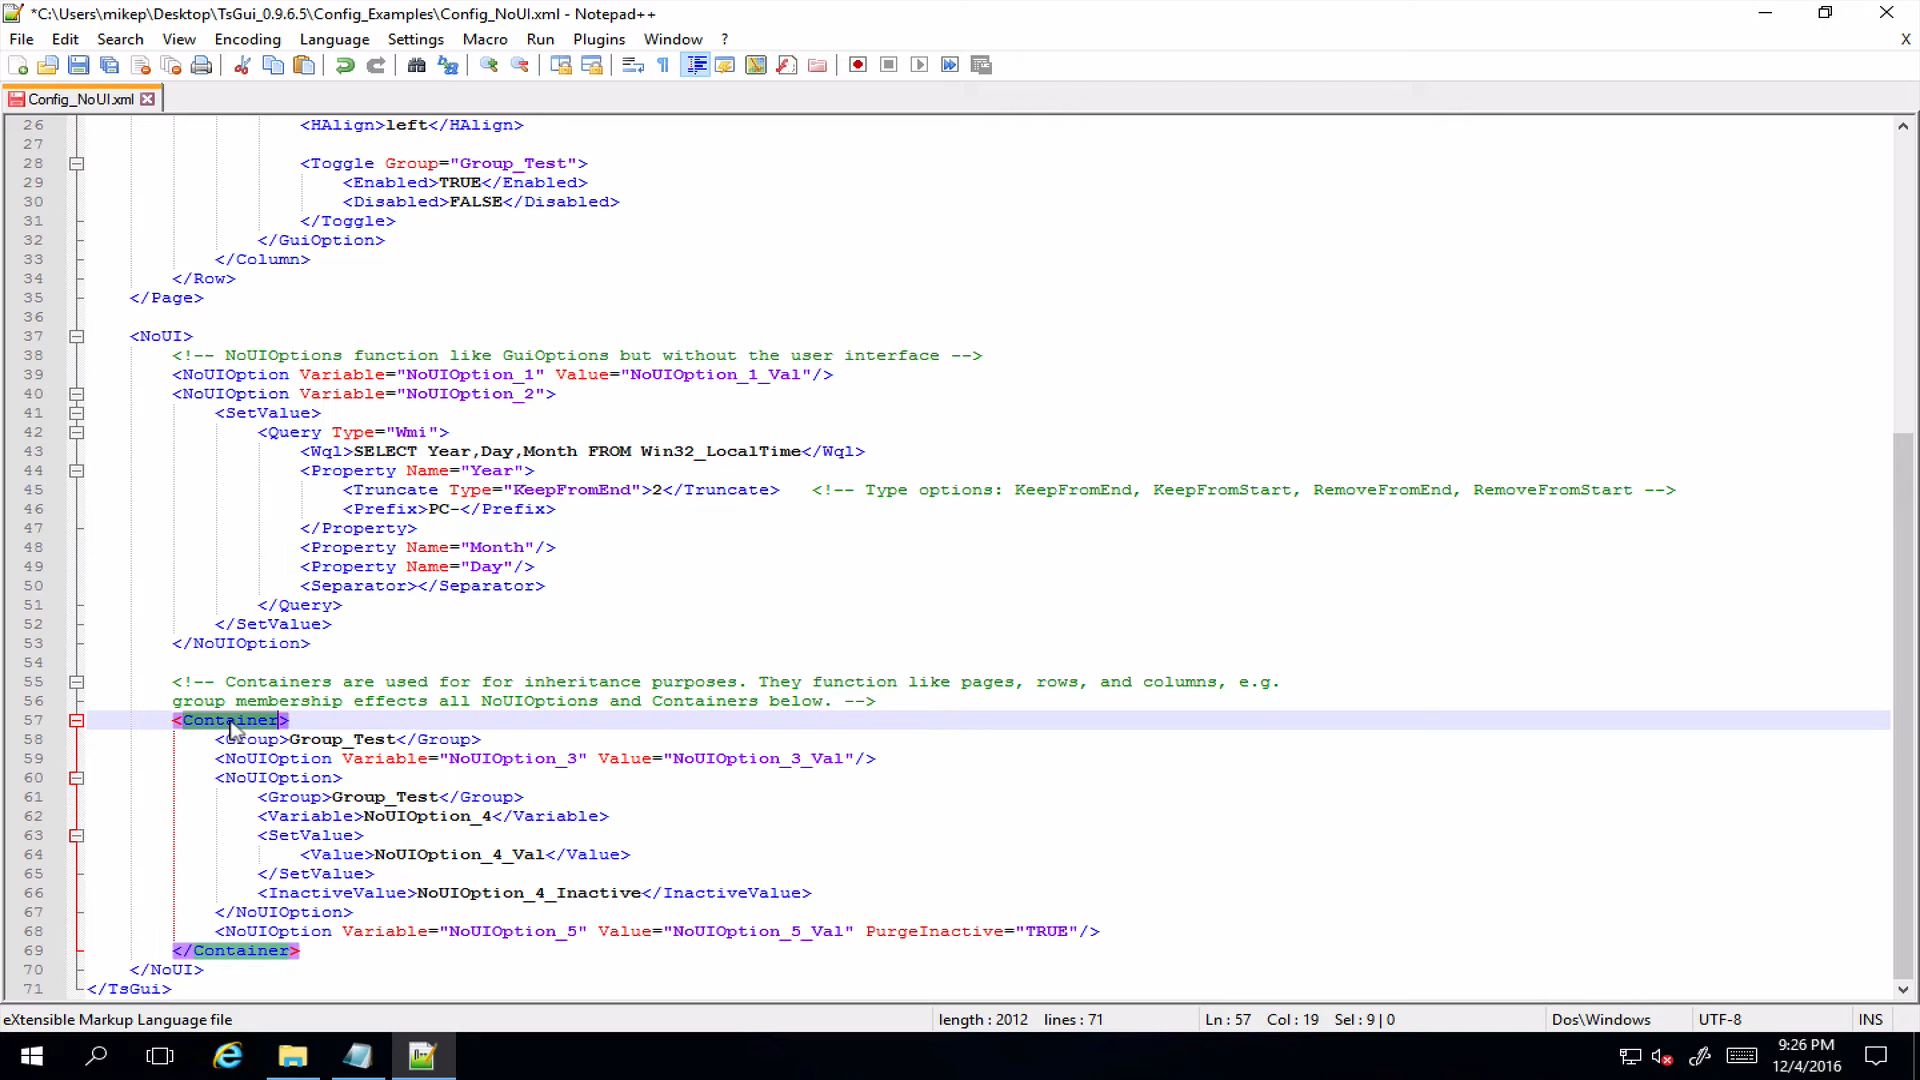 *C:\Users\mikep\Desktop\TsGui_0.9.6.5\Config_Examples\Config_NoUI.xml - Notepad++
File Edit Search View Encoding Language Settings Macro Run Plugins Window ? X
Config_NoUI.xml
26 <HAlign>left</HAlign>
27
28 <Toggle Group="Group_Test">
29 <Enabled>TRUE</Enabled>
30 <Disabled>FALSE</Disabled>
31 </Toggle>
32 </GuiOption>
33 </Column>
34 </Row>
35 </Page>
36
37 <NoUI>
38 <!-- NoUIOptions function like GuiOptions but without the user interface -->
39 <NoUIOption Variable="NoUIOption_1" Value="NoUIOption_1_Val"/>
40 <NoUIOption Variable="NoUIOption_2">
41 <SetValue>
42 <Query Type="Wmi">
43 <Wql>SELECT Year,Day,Month FROM Win32_LocalTime</Wql>
44 <Property Name="Year">
45 <Truncate Type="KeepFromEnd">2</Truncate> <!-- Type options: KeepFromEnd, KeepFromStart, RemoveFromEnd, RemoveFromStart -->
46 <Prefix>PC-</Prefix>
47 </Property>
48 <Property Name="Month"/>
49 <Property Name="Day"/>
50 <Separator></Separator>
51 </Query>
52 </SetValue>
53 </NoUIOption>
54
55 <!-- Containers are used for for inheritance purposes. They function like pages, rows, and columns, e.g.
56 group membership effects all NoUIOptions and Containers below. -->
57 <Container>
58 <Group>Group_Test</Group>
59 <NoUIOption Variable="NoUIOption_3" Value="NoUIOption_3_Val"/>
60 <NoUIOption>
61 <Group>Group_Test</Group>
62 <Variable>NoUIOption_4</Variable>
63 <SetValue>
64 <Value>NoUIOption_4_Val</Value>
65 </SetValue>
66 <InactiveValue>NoUIOption_4_Inactive</InactiveValue>
67 </NoUIOption>
68 <NoUIOption Variable="NoUIOption_5" Value="NoUIOption_5_Val" PurgeInactive="TRUE"/>
69 </Container>
70 </NoUI>
71 </TsGui>
eXtensible Markup Language file length : 2012 lines : 71 Ln : 57 Col : 19 Sel : 9 | 0 Dos\Windows UTF-8 INS
9:26 PM
12/4/2016